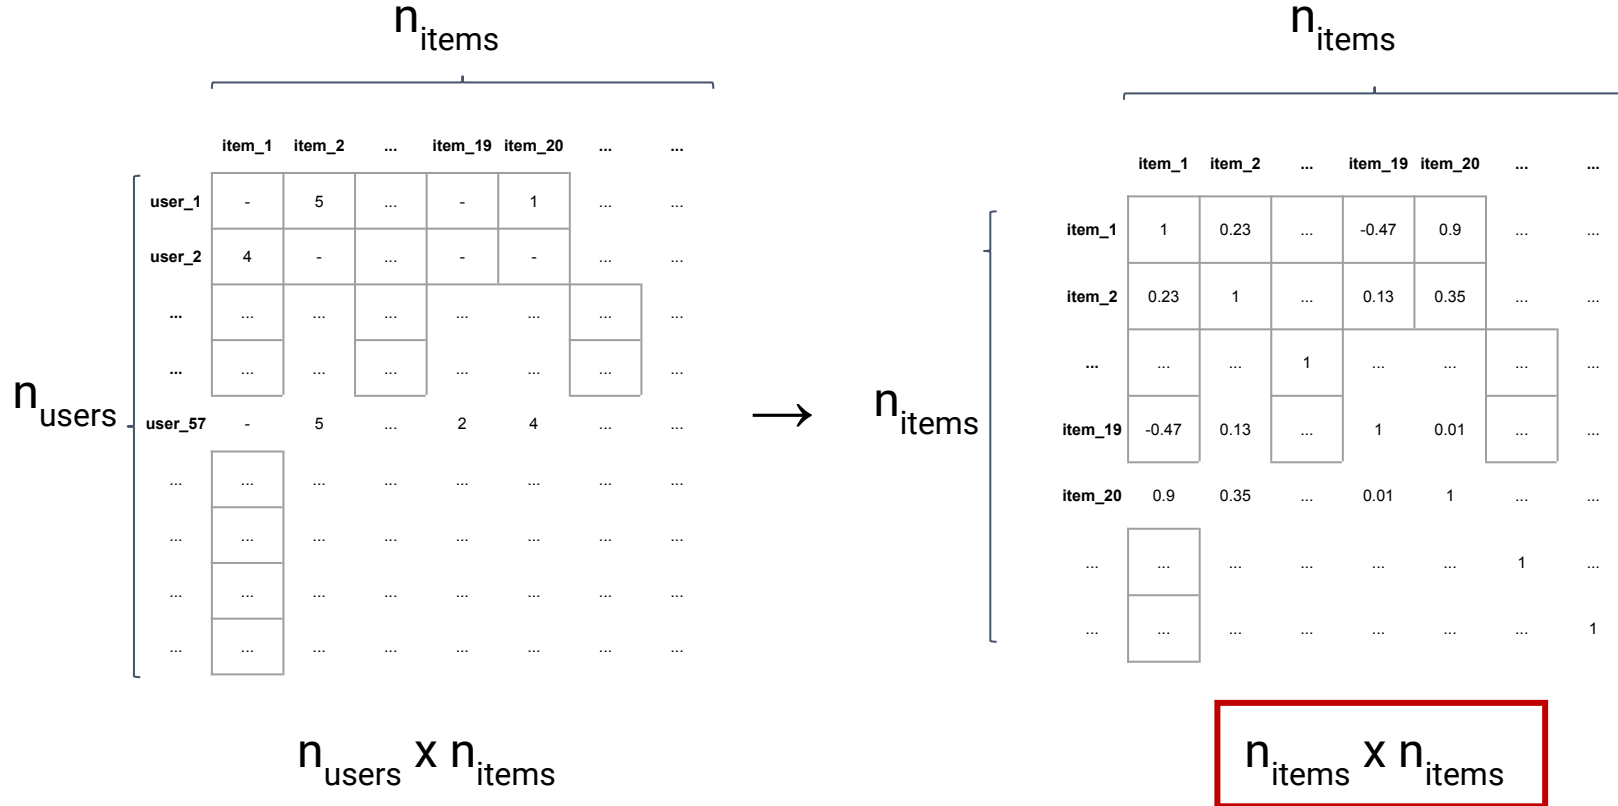 n_items
item_1 item_2 ... item_19 item_20 ... ...
user_1 - 5 ... - 1 ... ...
user_2 4 - ... - - ... ...
... ... ... ... ... ... ... ...
... ... ... ... ... ... ... ...
n_users
user_57 - 5 ... 2 4 ... ...
... ... ... ... ... ... ... ...
... ... ... ... ... ... ... ...
... ... ... ... ... ... ... ...
... ... ... ... ... ... ... ...
n_users x n_items
→
n_items
item_1 item_2 ... item_19 item_20 ... ...
item_1 1 0.23 ... -0.47 0.9 ... ...
item_2 0.23 1 ... 0.13 0.35 ... ...
... ... ... 1 ... ... ... ...
n_items
item_19 -0.47 0.13 ... 1 0.01 ... ...
item_20 0.9 0.35 ... 0.01 1 ... ...
... ... ... ... ... ... 1 ...
... ... ... ... ... ... ... 1
n_items x n_items